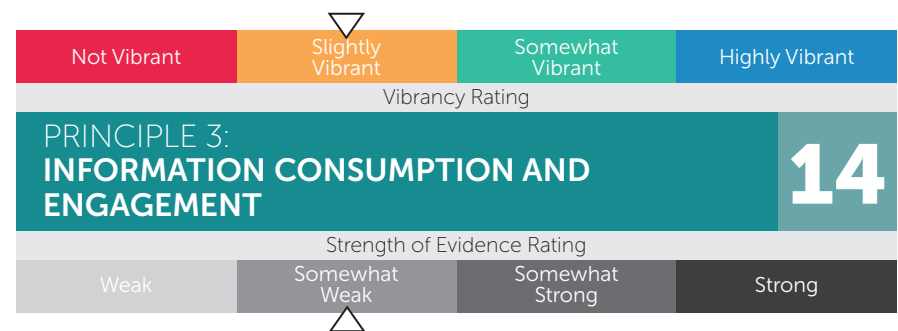 Not Vibrant
Slightly
Vibrant
Somewhat
Vibrant
Highly Vibrant
Vibrancy Rating
PRINCIPLE 3:
INFORMATION CONSUMPTION AND
ENGAGEMENT
14
Strength of Evidence Rating
Weak
Somewhat
Weak
Somewhat
Strong
Strong